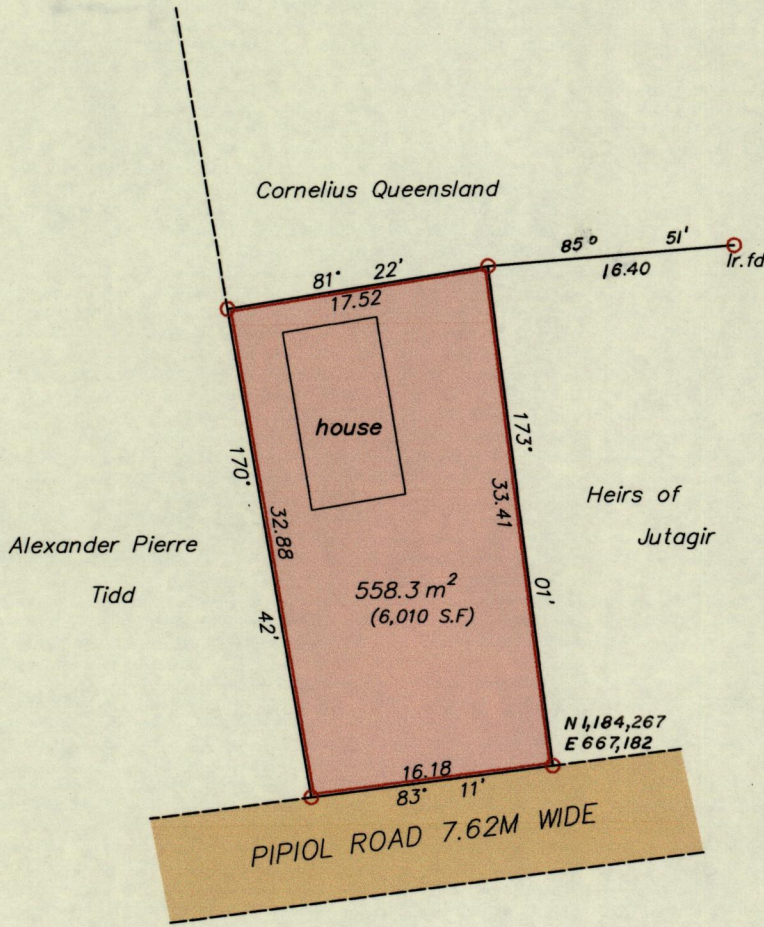 Cornelius Queensland
85° 51'
16.40
Ir.fd
81° 22'
17.52
house
170°
32.88
42'
173°
33.41
01'
Heirs of
Jutagir
Alexander Pierre
Tidd
558.3 m²
(6,010 S.F)
N 1,184,267
E 667,182
16.18
83° 11'
PIPIOL ROAD 7.62M WIDE